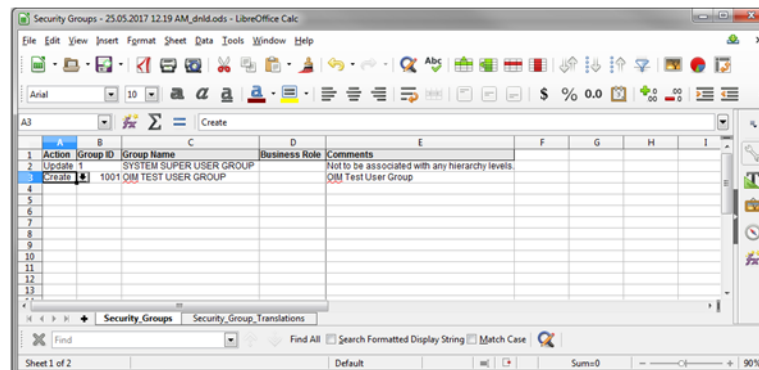 Security Groups - 25.05.2017 12.19 AM_dnld.ods - LibreOffice Calc
File Edit View Insert Format Sheet Data Tools Window Help
Abc
Arial 10 a a a a $ % 0.0
A3 fx Σ = Create
A B C D E F G H I
1 Action Group ID Group Name Business Role Comments
2 Update 1 SYSTEM SUPER USER GROUP Not to be associated with any hierarchy levels.
3 Create 1001 OIM TEST USER GROUP OIM Test User Group
4
5
6
7
8
9
10
11
12
13
Security_Groups Security_Group_Translations
Find Find All Search Formatted Display String Match Case
Sheet 1 of 2 Default Sum=0 90%